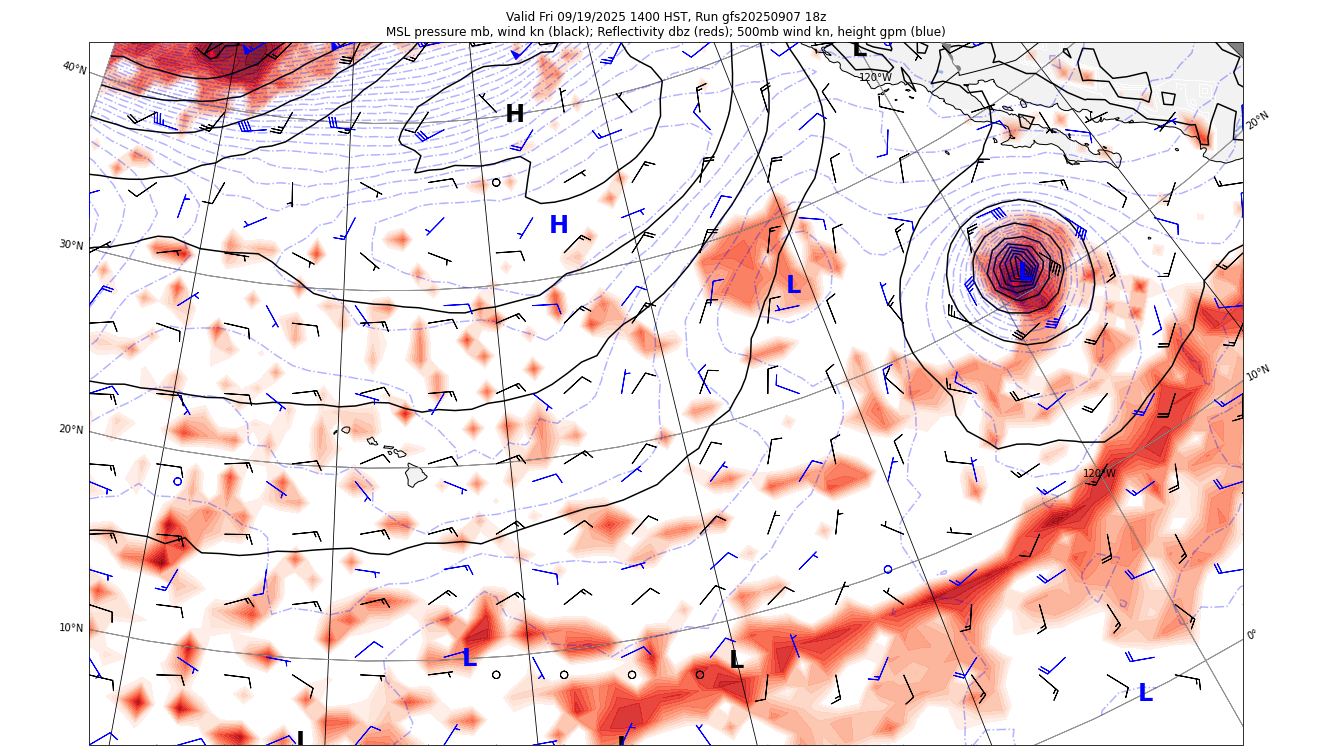 Valid Fri 09/19/2025 1400 HST, Run gfs20250907 18z
MSL pressure mb, wind kn (black); Reflectivity dbz (reds); 500mb wind kn, height gpm (blue)
L
40°N
120°W
H
20°N
H
30°N
L
L
10°N
20°N
120°W
10°N
0°
L
L
L
L
L